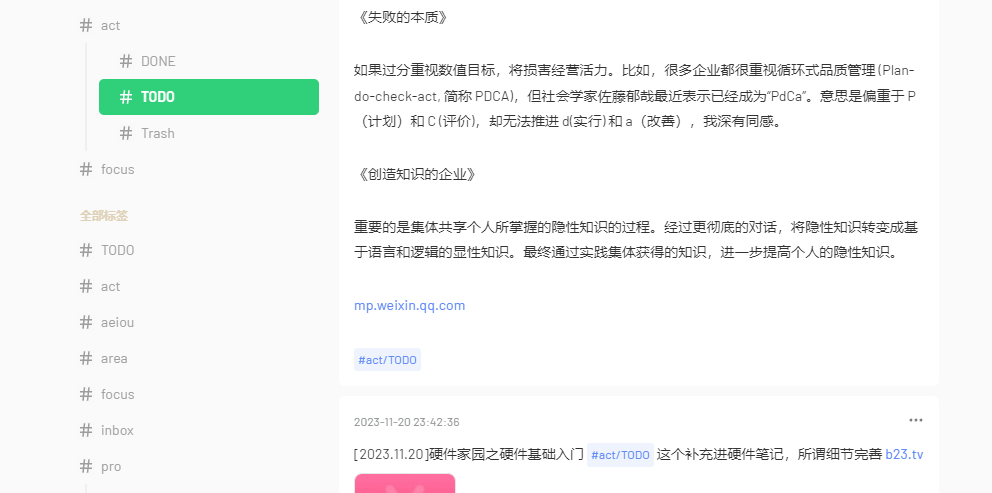 # act
# DONE
# TODO
# Trash
# focus
全部标签
# TODO
# act
# aeiou
# area
# focus
# inbox
# pro
《失败的本质》
如果过分重视数值目标，将损害经营活力。比如，很多企业都很重视循环式品质管理 (Plan-
do-check-act, 简称 PDCA)，但社会学家佐藤郁哉最近表示已经成为“PdCa”。意思是偏重于 P
（计划）和 C (评价)，却无法推进 d(实行) 和 a（改善），我深有同感。
《创造知识的企业》
重要的是集体共享个人所掌握的隐性知识的过程。经过更彻底的对话，将隐性知识转变成基
于语言和逻辑的显性知识。最终通过实践集体获得的知识，进一步提高个人的隐性知识。
mp.weixin.qq.com
#act/TODO
2023-11-20 23:42:36
[2023.11.20]硬件家园之硬件基础入门 #act/TODO 这个补充进硬件笔记，所谓细节完善 b23.tv